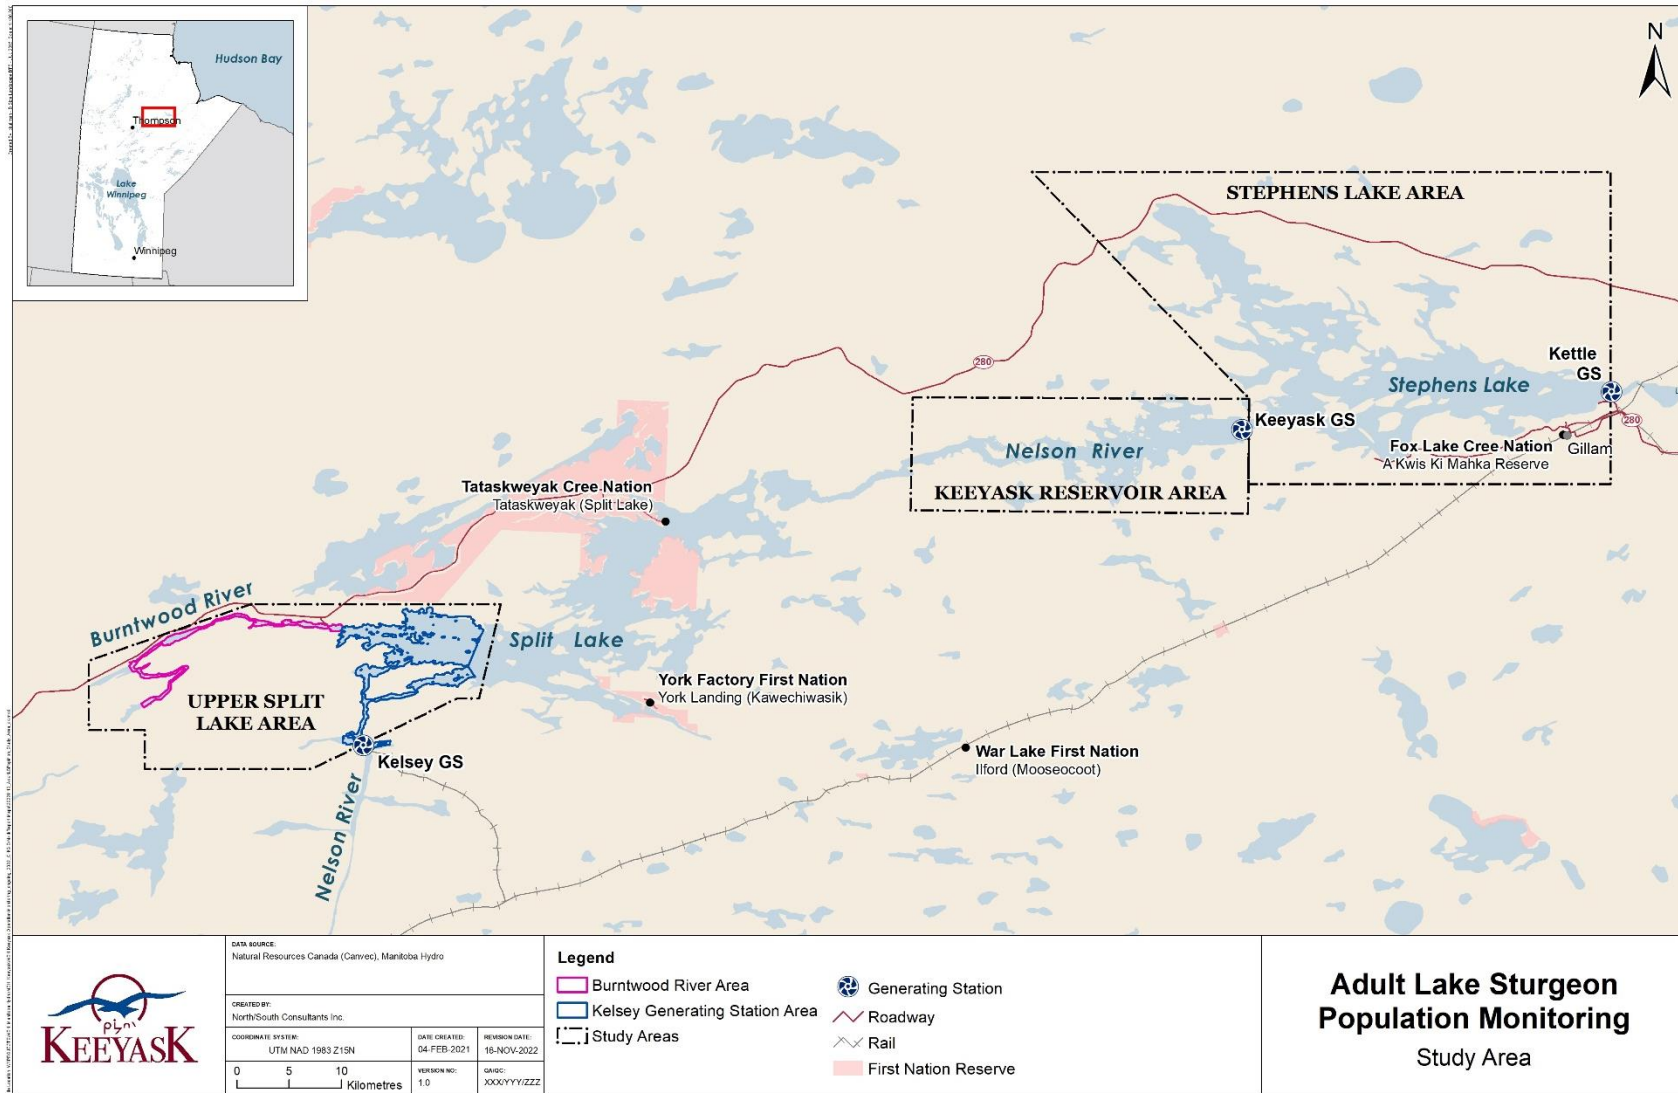 Hudson Bay
Thompson
Lake
Winnipeg
Winnipeg
N
STEPHENS LAKE AREA
280
Kettle
GS
Stephens Lake
Keeyask GS
280
Nelson River
Fox Lake Cree Nation
A Kwis Ki Mahka Reserve
Gillam
KEEYASK RESERVOIR AREA
Tataskweyak Cree Nation
Tataskweyak (Split Lake)
Burntwood River
Split Lake
UPPER SPLIT
LAKE AREA
York Factory First Nation
York Landing (Kawechiwasik)
Kelsey GS
War Lake First Nation
Ilford (Mooseocoot)
Nelson River
KEEYASK
DATA SOURCE:
Natural Resources Canada (Canvec), Manitoba Hydro
CREATED BY:
North/South Consultants Inc.
COORDINATE SYSTEM:
UTM NAD 1983 Z15N
DATE CREATED:
04-FEB-2021
REVISION DATE:
16-NOV-2022
0 5 10
Kilometres
VERSION NO:
1.0
QA/QC:
XXX/YYY/ZZZ
Legend
Burntwood River Area
Kelsey Generating Station Area
Study Areas
Generating Station
Roadway
Rail
First Nation Reserve
Adult Lake Sturgeon
Population Monitoring
Study Area